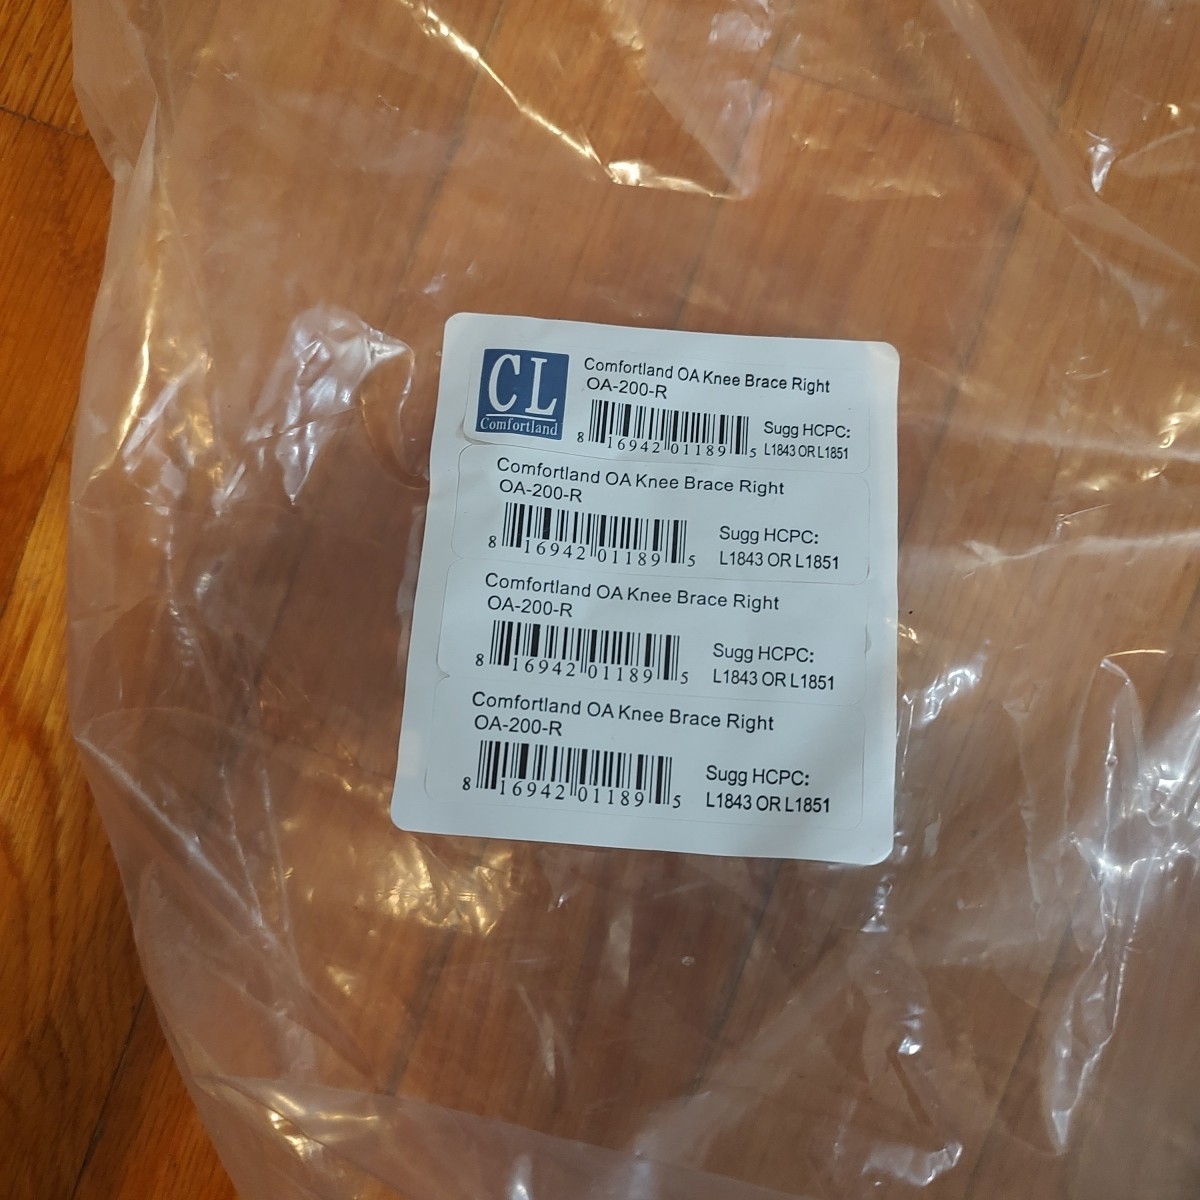 CL
Comfortland
Comfortland OA Knee Brace Right
OA-200-R
8 16942 01189 5
Sugg HCPC:
L1843 OR L1851
Comfortland OA Knee Brace Right
OA-200-R
8 16942 01189 5
Sugg HCPC:
L1843 OR L1851
Comfortland OA Knee Brace Right
OA-200-R
8 16942 01189 5
Sugg HCPC:
L1843 OR L1851
Comfortland OA Knee Brace Right
OA-200-R
8 16942 01189 5
Sugg HCPC:
L1843 OR L1851